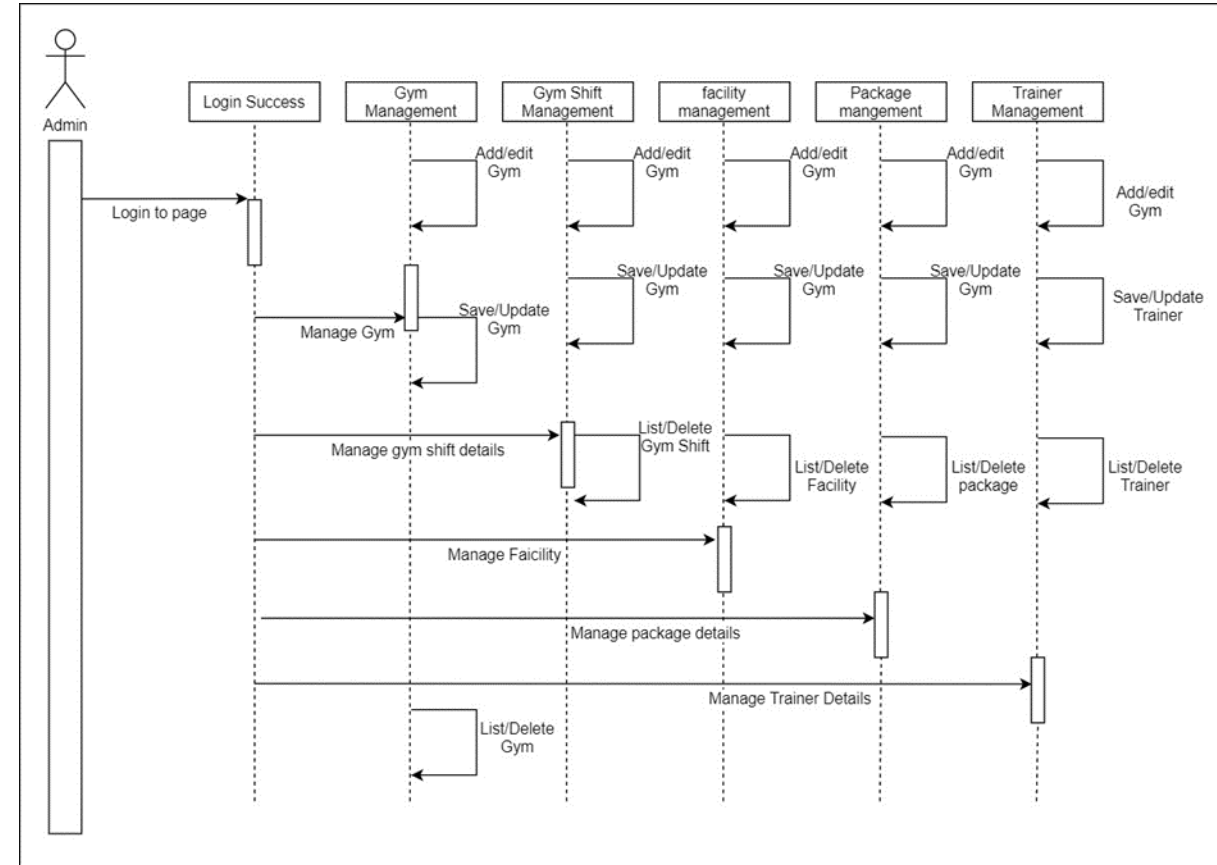 Admin
Login Success
Gym
Management
Gym Shift
Management
facility
management
Package
mangement
Trainer
Management
Add/edit
Gym
Add/edit
Gym
Add/edit
Gym
Add/edit
Gym
Add/edit
Gym
Login to page
Save/Update
Gym
Save/Update
Gym
Save/Update
Gym
Save/Update
Trainer
Manage Gym
Save/Update
Gym
Manage gym shift details
List/Delete
Gym Shift
List/Delete
Facility
List/Delete
package
List/Delete
Trainer
Manage Faicility
Manage package details
Manage Trainer Details
List/Delete
Gym